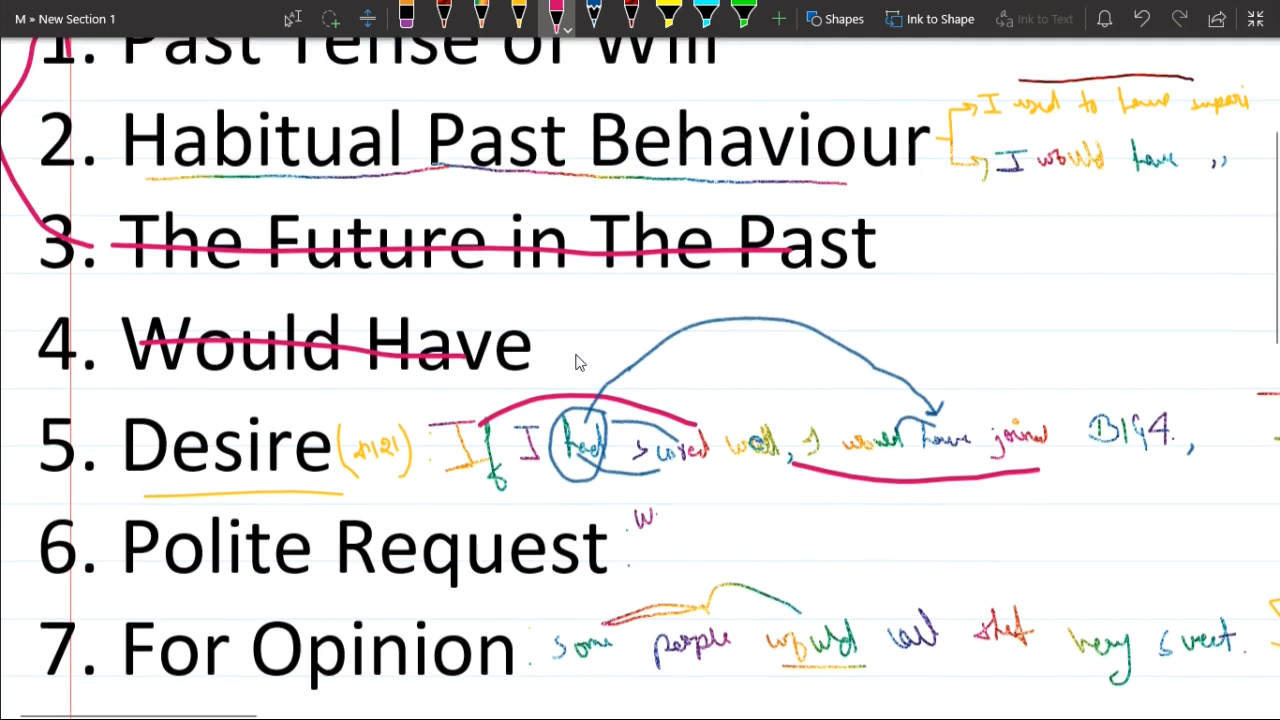 M » New Section 1
Shapes
Ink to Shape
Ink to Text
1. Past Tense of Will
I used to have
2. Habitual Past Behaviour
I would have ,,
3. The Future in The Past
4. Would Have
5. Desire : If I had scored well, I would have joined BIG4.,
6. Polite Request : W
7. For Opinion : Some people would call that very sweet.